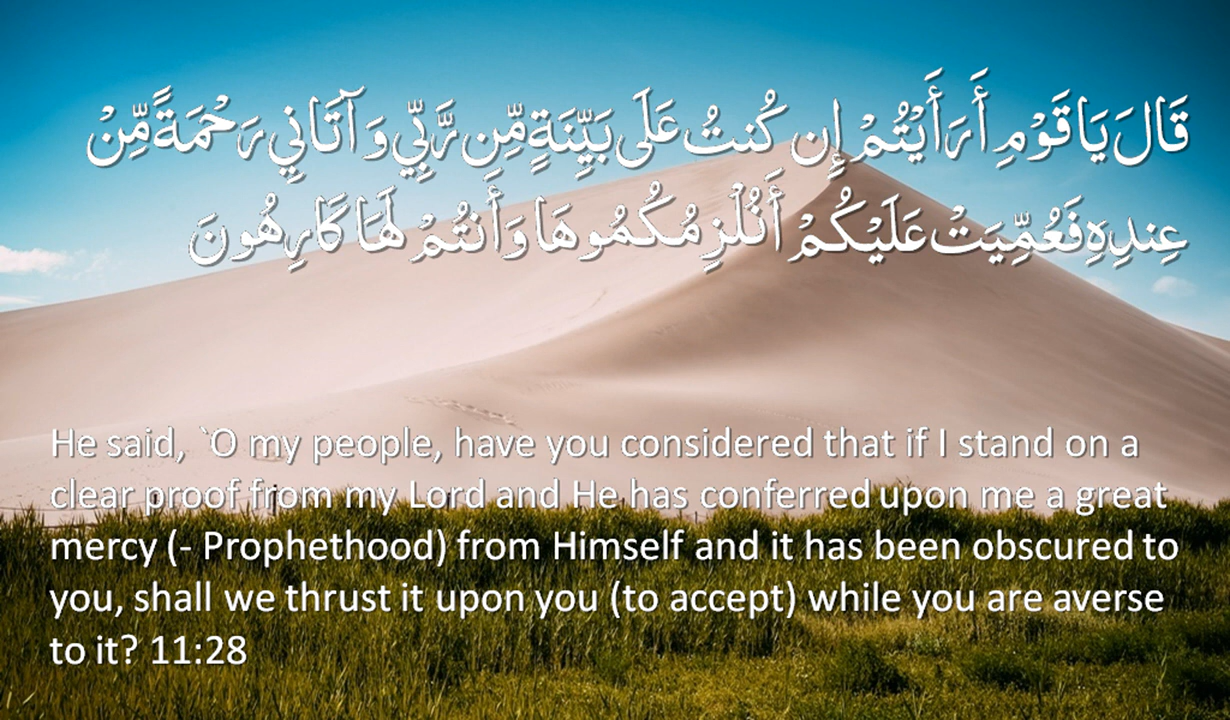 قَالَ يَا قَوْمِ أَرَأَيْتُمْ إِن كُنتُ عَلَى بَيِّنَةٍ مِّن رَّبِّي وَآتَانِي رَحْمَةً مِّنْ
عِندِهِ فَعُمِّيَتْ عَلَيْكُمْ أَنُلْزِمُكُمُوهَا وَأَنتُمْ لَهَا كَارِهُونَ
He said, `O my people, have you considered that if I stand on a
clear proof from my Lord and He has conferred upon me a great
mercy (- Prophethood) from Himself and it has been obscured to
you, shall we thrust it upon you (to accept) while you are averse
to it? 11:28